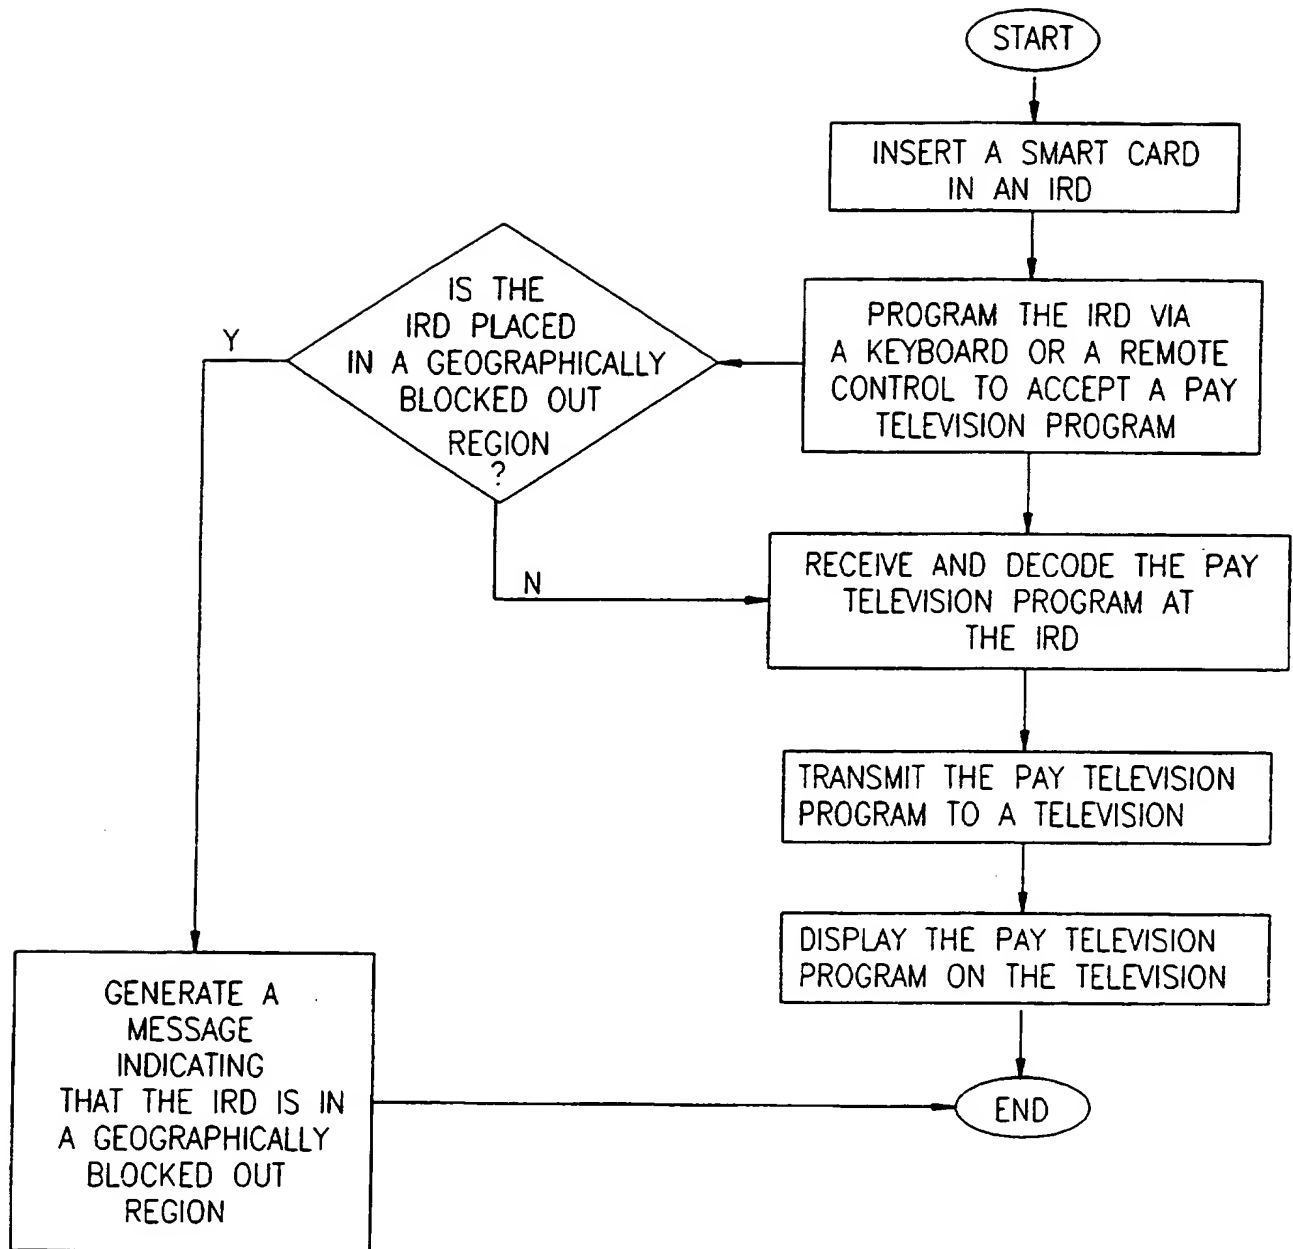 START
INSERT A SMART CARD
IN AN IRD
PROGRAM THE IRD VIA
A KEYBOARD OR A REMOTE
CONTROL TO ACCEPT A PAY
TELEVISION PROGRAM
IS THE
IRD PLACED
IN A GEOGRAPHICALLY
BLOCKED OUT
REGION
?
Y
N
RECEIVE AND DECODE THE PAY
TELEVISION PROGRAM AT
THE IRD
TRANSMIT THE PAY TELEVISION
PROGRAM TO A TELEVISION
DISPLAY THE PAY TELEVISION
PROGRAM ON THE TELEVISION
GENERATE A
MESSAGE
INDICATING
THAT THE IRD IS IN
A GEOGRAPHICALLY
BLOCKED OUT
REGION
END